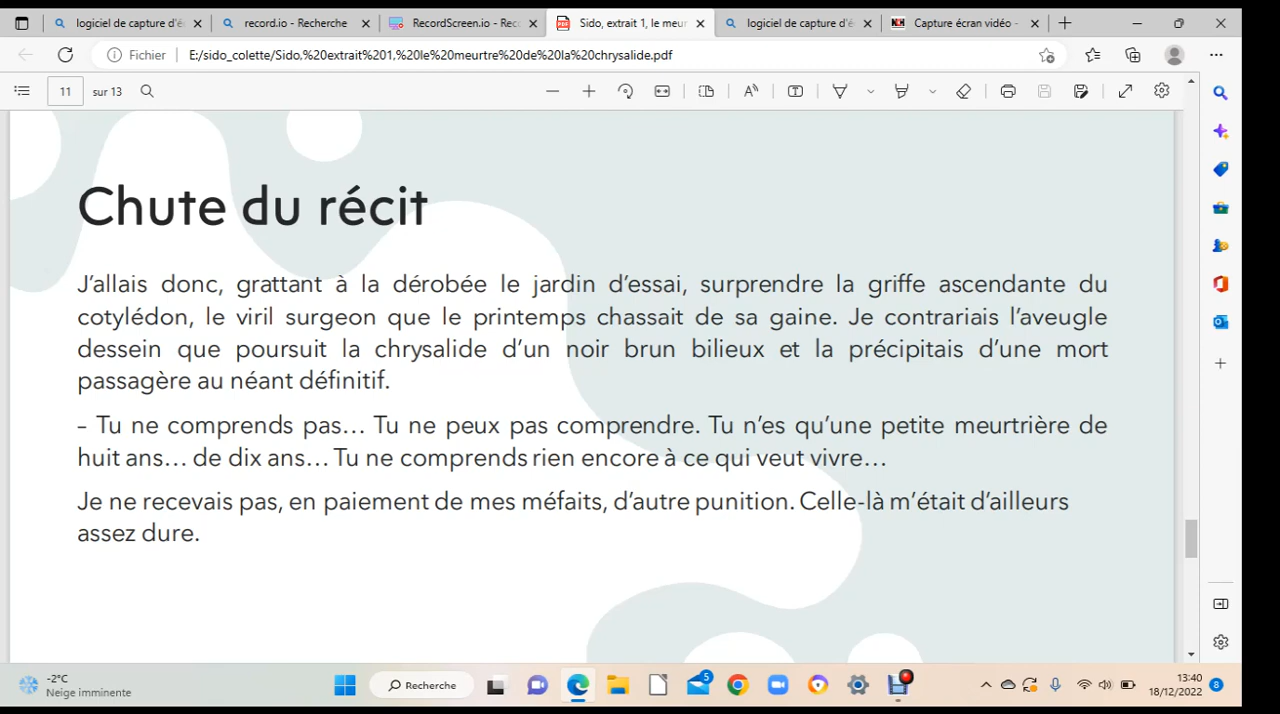 logiciel de capture d'é
record.io - Recherche
RecordScreen.io - Rec
Sido, extrait 1, le meur
logiciel de capture d'é
Capture écran vidéo -
Fichier
E:/sido_colette/Sido,%20extrait%201,%20le%20meurtre%20de%20la%20chrysalide.pdf
11 sur 13
Chute du récit
J'allais donc, grattant à la dérobée le jardin d'essai, surprendre la griffe ascendante du
cotylédon, le viril surgeon que le printemps chassait de sa gaine. Je contrariais l'aveugle
dessein que poursuit la chrysalide d'un noir brun bilieux et la précipitais d'une mort
passagère au néant définitif.
– Tu ne comprends pas… Tu ne peux pas comprendre. Tu n'es qu'une petite meurtrière de
huit ans… de dix ans… Tu ne comprends rien encore à ce qui veut vivre…
Je ne recevais pas, en paiement de mes méfaits, d'autre punition. Celle-là m'était d'ailleurs
assez dure.
-2°C
Neige imminente
Recherche
5
13:40
18/12/2022
8